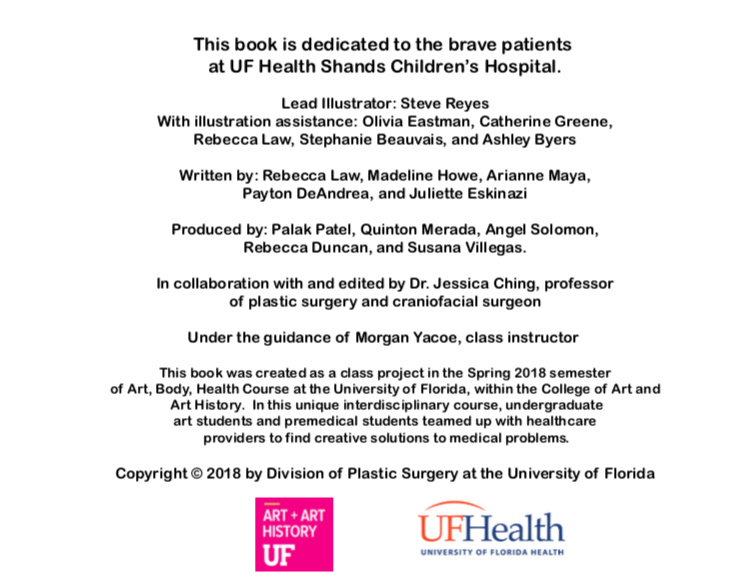 This book is dedicated to the brave patients
at UF Health Shands Children's Hospital.
Lead Illustrator: Steve Reyes
With illustration assistance: Olivia Eastman, Catherine Greene,
Rebecca Law, Stephanie Beauvais, and Ashley Byers
Written by: Rebecca Law, Madeline Howe, Arianne Maya,
Payton DeAndrea, and Juliette Eskinazi
Produced by: Palak Patel, Quinton Merada, Angel Solomon,
Rebecca Duncan, and Susana Villegas.
In collaboration with and edited by Dr. Jessica Ching, professor
of plastic surgery and craniofacial surgeon
Under the guidance of Morgan Yacoe, class instructor
This book was created as a class project in the Spring 2018 semester
of Art, Body, Health Course at the University of Florida, within the College of Art and
Art History. In this unique interdisciplinary course, undergraduate
art students and premedical students teamed up with healthcare
providers to find creative solutions to medical problems.
Copyright © 2018 by Division of Plastic Surgery at the University of Florida
ART + ART
HISTORY
UF
UFHealth
UNIVERSITY OF FLORIDA HEALTH